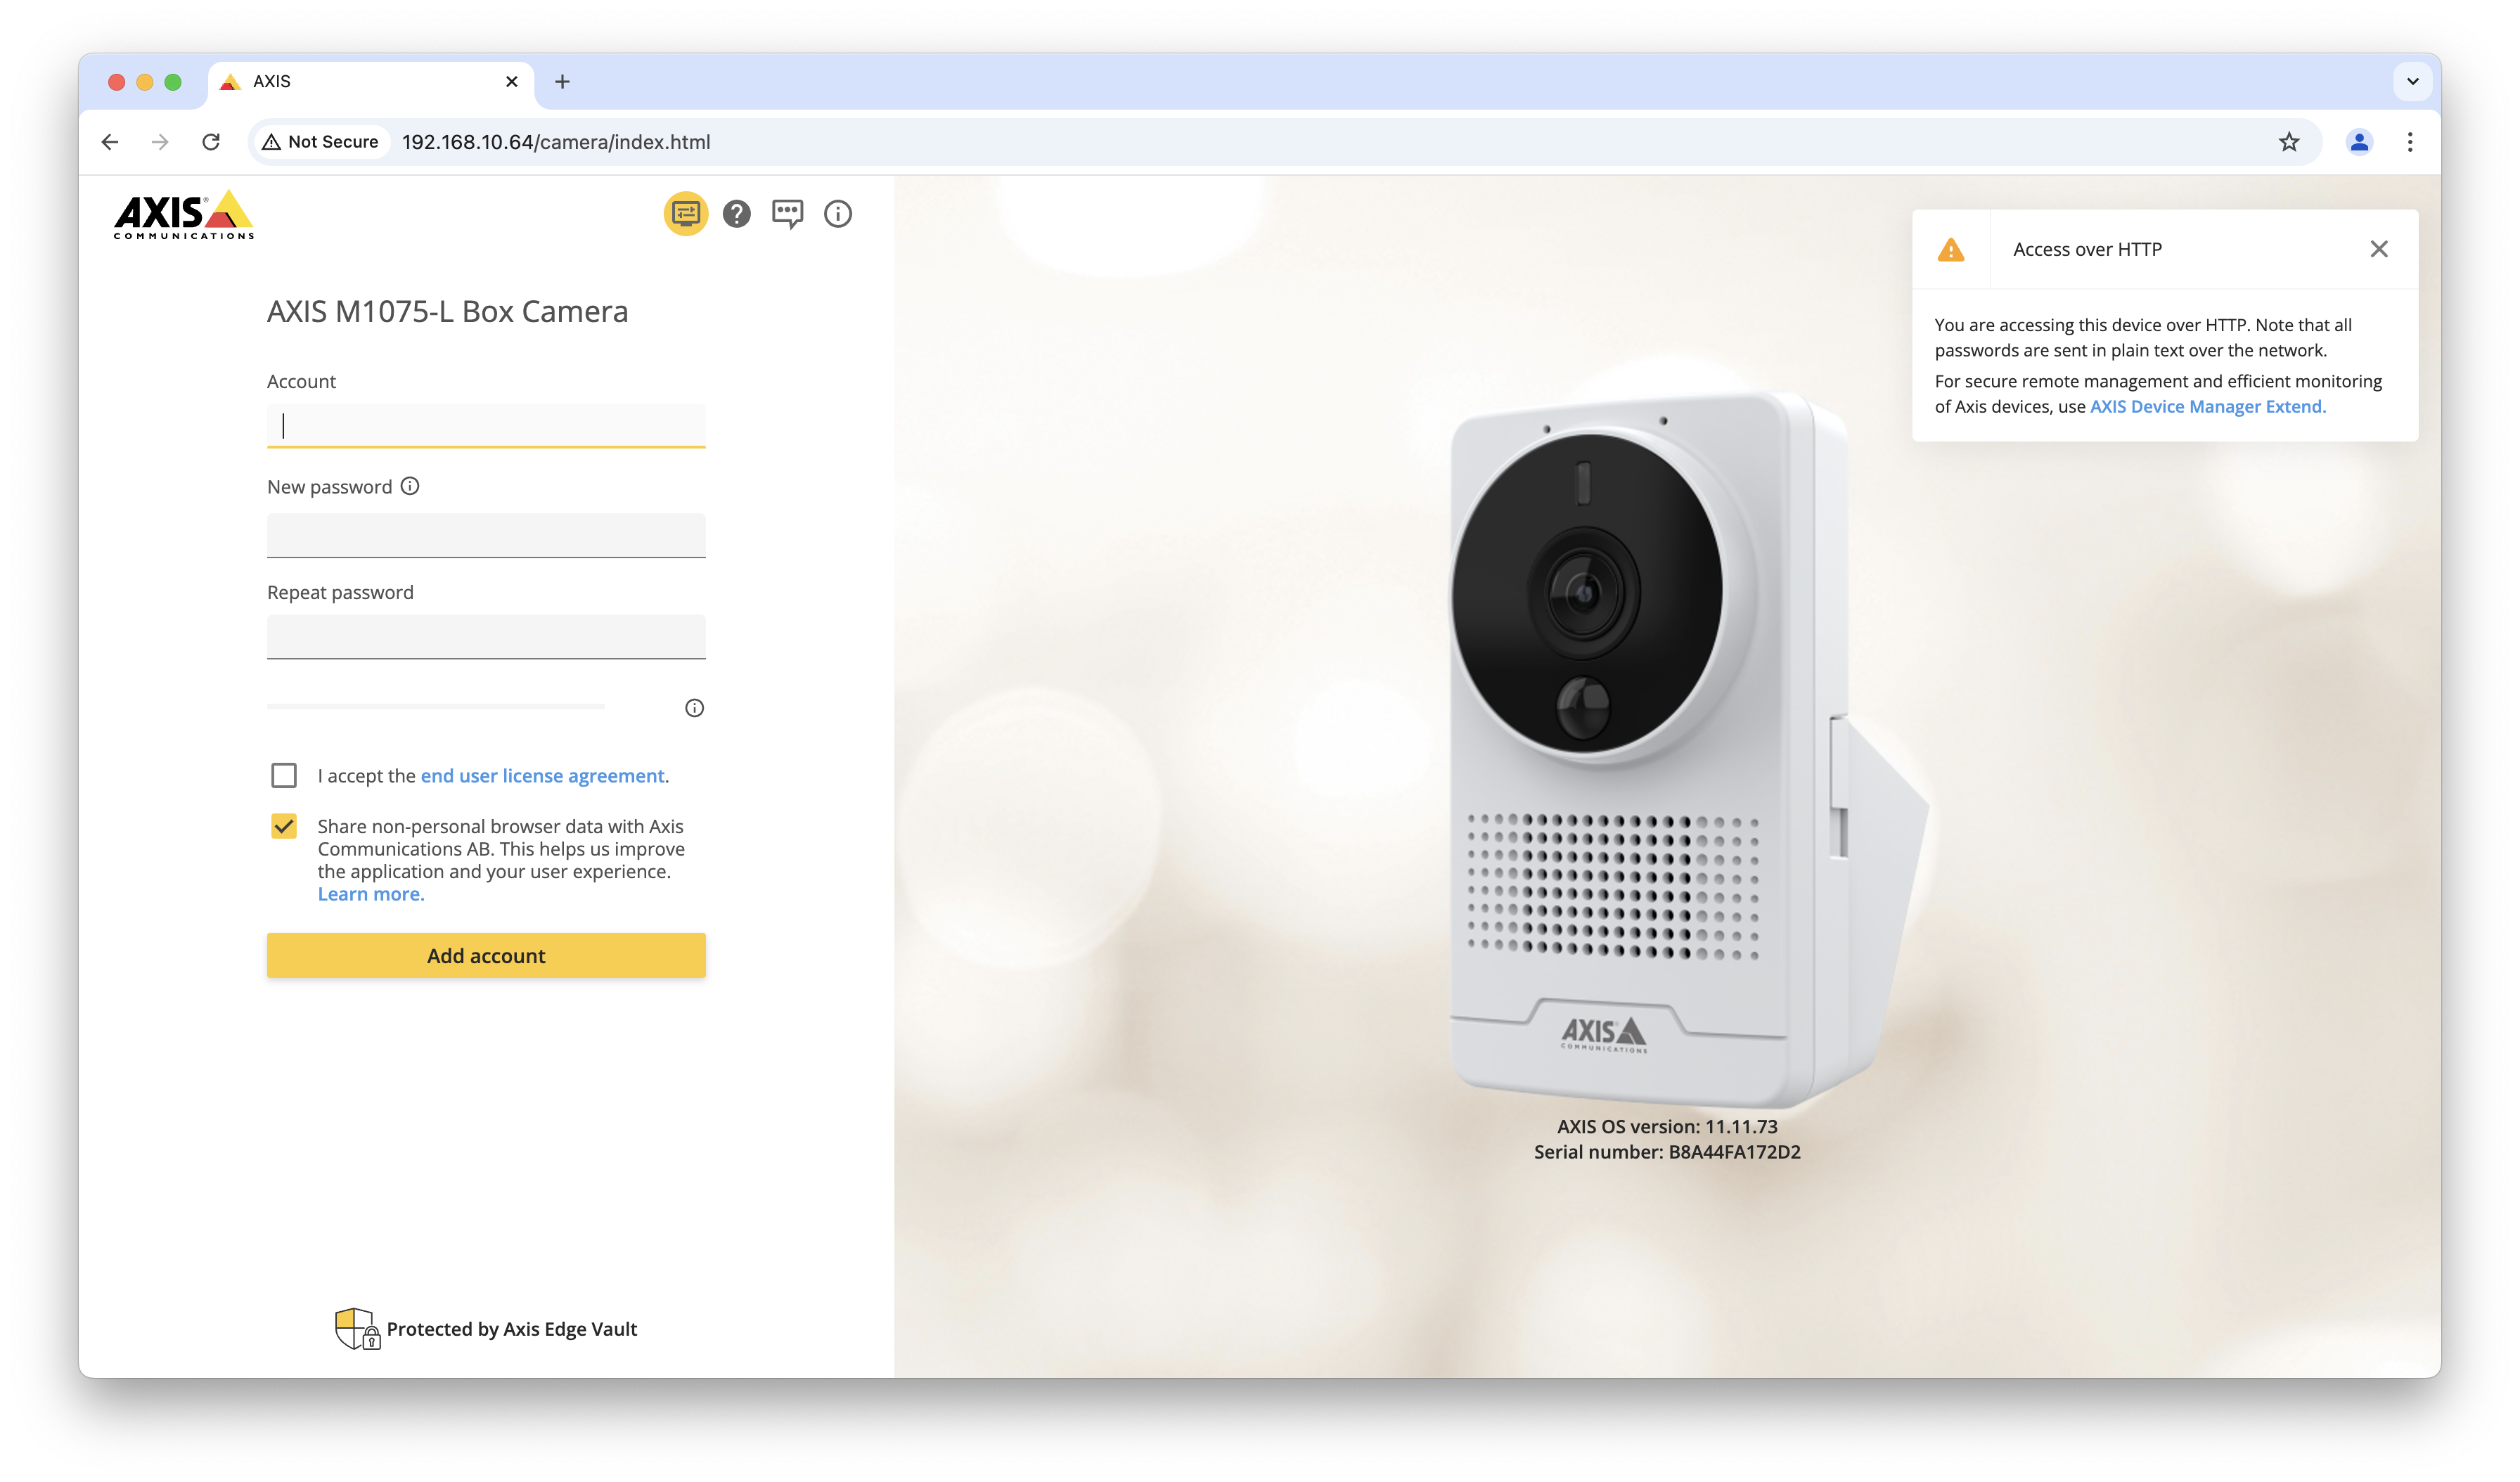 AXIS
Not Secure
192.168.10.64/camera/index.html
AXIS
COMMUNICATIONS
AXIS M1075-L Box Camera
Account
New password
Repeat password
I accept the end user license agreement.
Share non-personal browser data with Axis
Communications AB. This helps us improve
the application and your user experience.
Learn more.
Add account
Protected by Axis Edge Vault
Access over HTTP
You are accessing this device over HTTP. Note that all
passwords are sent in plain text over the network.
For secure remote management and efficient monitoring
of Axis devices, use AXIS Device Manager Extend.
AXIS
COMMUNICATIONS
AXIS OS version: 11.11.73
Serial number: B8A44FA172D2